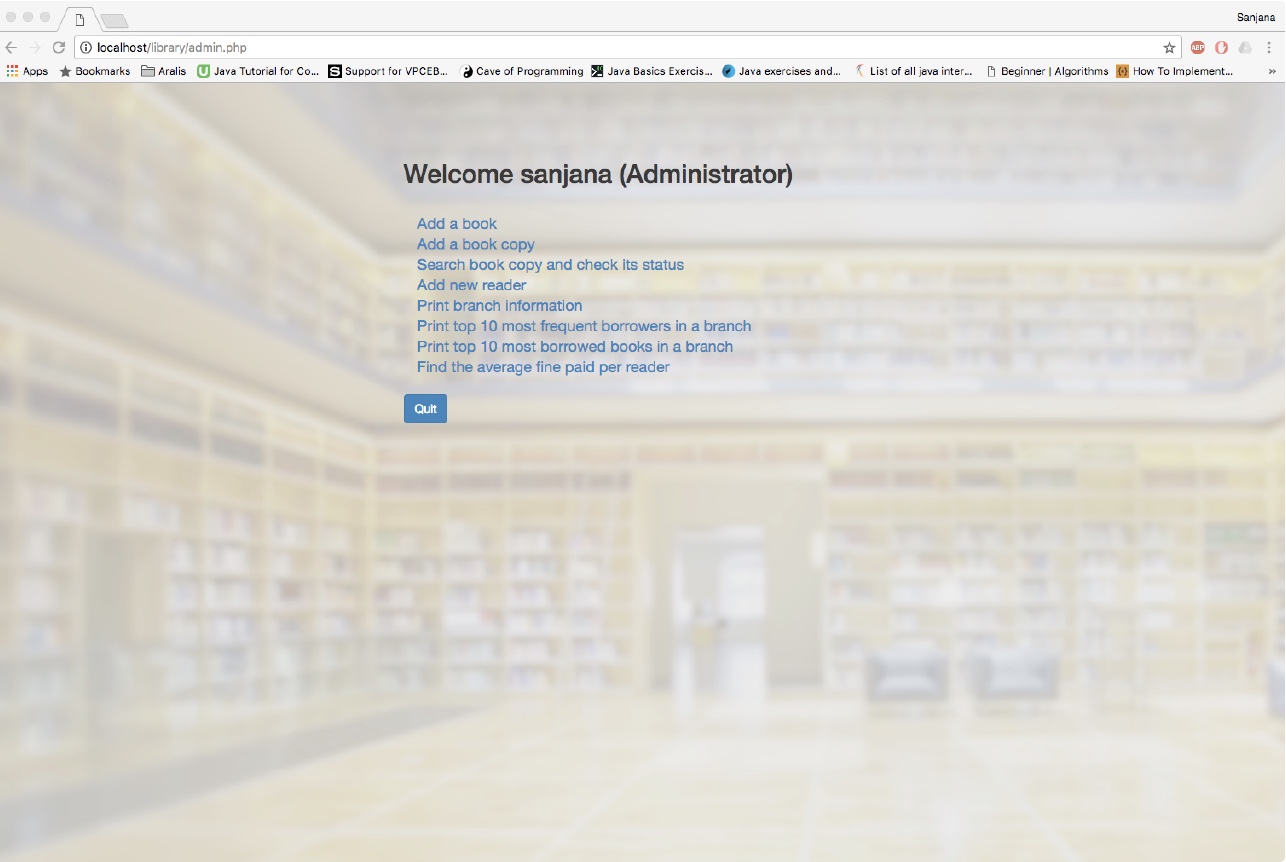 Sanjana
localhost/library/admin.php
ABP
Apps Bookmarks Aralis Java Tutorial for Co... Support for VPCEB... Cave of Programming Java Basics Exercis... Java exercises and... List of all java inter... Beginner | Algorithms How To Implement... »
Welcome sanjana (Administrator)
Add a book
Add a book copy
Search book copy and check its status
Add new reader
Print branch information
Print top 10 most frequent borrowers in a branch
Print top 10 most borrowed books in a branch
Find the average fine paid per reader
Quit